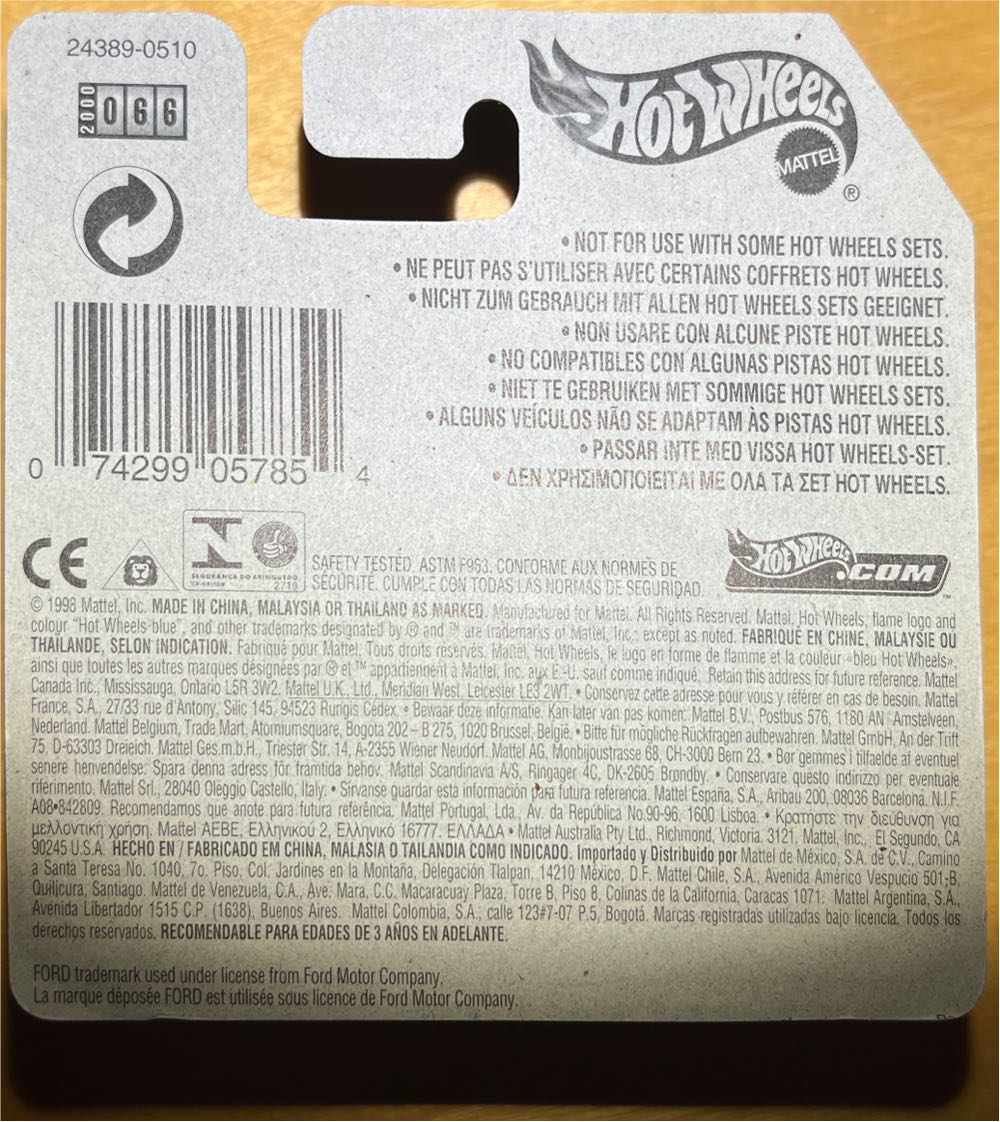 24389-0510
2000 066
HOT WHEELS
MATTEL
®
• NOT FOR USE WITH SOME HOT WHEELS SETS.
• NE PEUT PAS S'UTILISER AVEC CERTAINS COFFRETS HOT WHEELS.
• NICHT ZUM GEBRAUCH MIT ALLEN HOT WHEELS SETS GEEIGNET.
• NON USARE CON ALCUNE PISTE HOT WHEELS.
• NO COMPATIBLES CON ALGUNAS PISTAS HOT WHEELS.
• NIET TE GEBRUIKEN MET SOMMIGE HOT WHEELS SETS.
• ALGUNS VEÍCULOS NÃO SE ADAPTAM ÀS PISTAS HOT WHEELS.
• PASSAR INTE MED VISSA HOT WHEELS-SET.
• ΔΕΝ ΧΡΗΣΙΜΟΠΟΙΕΙΤΑΙ ΜΕ ΟΛΑ ΤΑ ΣΕΤ HOT WHEELS.
0 74299 05785 4
CE
SEGURANÇA DO BRINQUEDO
2718
SAFETY TESTED. ASTM F963. CONFORME AUX NORMES DE
SÉCURITÉ. CUMPLE CON TODAS LAS NORMAS DE SEGURIDAD.
HOT WHEELS.COM™
© 1998 Mattel, Inc. MADE IN CHINA, MALAYSIA OR THAILAND AS MARKED. Manufactured for Mattel. All Rights Reserved. Mattel, Hot Wheels, flame logo and
colour "Hot Wheels blue", and other trademarks designated by ® and ™ are trademarks of Mattel, Inc., except as noted. FABRIQUÉ EN CHINE, MALAYSIE OU
THAÏLANDE, SELON INDICATION. Fabriqué pour Mattel. Tous droits réservés. Mattel, Hot Wheels, le logo en forme de flamme et la couleur «bleu Hot Wheels»,
ainsi que toutes les autres marques désignées par ® et ™ appartiennent à Mattel, Inc. aux E.-U. sauf comme indiqué. Retain this address for future reference. Mattel
Canada Inc., Mississauga, Ontario L5R 3W2. Mattel U.K., Ltd., Meridian West, Leicester LE3 2WT. • Conservez cette adresse pour vous y référer en cas de besoin. Mattel
France, S.A., 27/33 rue d'Antony, Silic 145, 94523 Rungis Cédex. • Bewaar deze informatie. Kan later van pas komen. Mattel B.V., Postbus 576, 1180 AN Amstelveen,
Nederland. Mattel Belgium, Trade Mart, Atomiumsquare, Bogota 202 – B 275, 1020 Brussel, België. • Bitte für mögliche Rückfragen aufbewahren. Mattel GmbH, An der Trift
75, D-63303 Dreieich. Mattel Ges.m.b.H., Triester Str. 14, A-2355 Wiener Neudorf. Mattel AG, Monbijoustrasse 68, CH-3000 Bern 23. • Bør gemmes i tilfælde af eventuel
senere henvendelse. Spara denna adress för framtida behov. Mattel Scandinavia A/S, Ringager 4C, DK-2605 Brøndby. • Conservare questo indirizzo per eventuale
riferimento. Mattel Srl., 28040 Oleggio Castello, Italy. • Sírvanse guardar esta información para futura referencia. Mattel España, S.A., Aribau 200, 08036 Barcelona. N.I.F.
A08•842809. Recomendamos que anote para futura referência. Mattel Portugal, Lda., Av. da República No.90-96, 1600 Lisboa. • Κρατήστε την διεύθυνση για
μελλοντική χρήση. Mattel AEBE, Ελληνικού 2, Ελληνικό 16777. ΕΛΛΑΔΑ • Mattel Australia Pty Ltd., Richmond, Victoria. 3121. Mattel, Inc., El Segundo, CA
90245 U.S.A. HECHO EN / FABRICADO EM CHINA, MALASIA O TAILANDIA COMO INDICADO. Importado y Distribuido por Mattel de México, S.A. de C.V., Camino
a Santa Teresa No. 1040, 7o. Piso, Col. Jardines en la Montaña, Delegación Tlalpan, 14210 México, D.F. Mattel Chile, S.A., Avenida Américo Vespucio 501-B,
Quilicura, Santiago. Mattel de Venezuela, C.A., Ave. Mara, C.C. Macaracuay Plaza, Torre B, Piso 8, Colinas de la California, Caracas 1071. Mattel Argentina, S.A.,
Avenida Libertador 1515 C.P. (1638), Buenos Aires. Mattel Colombia, S.A., calle 123#7-07 P.5, Bogotá. Marcas registradas utilizadas bajo licencia. Todos los
derechos reservados. RECOMENDABLE PARA EDADES DE 3 AÑOS EN ADELANTE.
FORD trademark used under license from Ford Motor Company.
La marque déposée FORD est utilisée sous licence de Ford Motor Company.